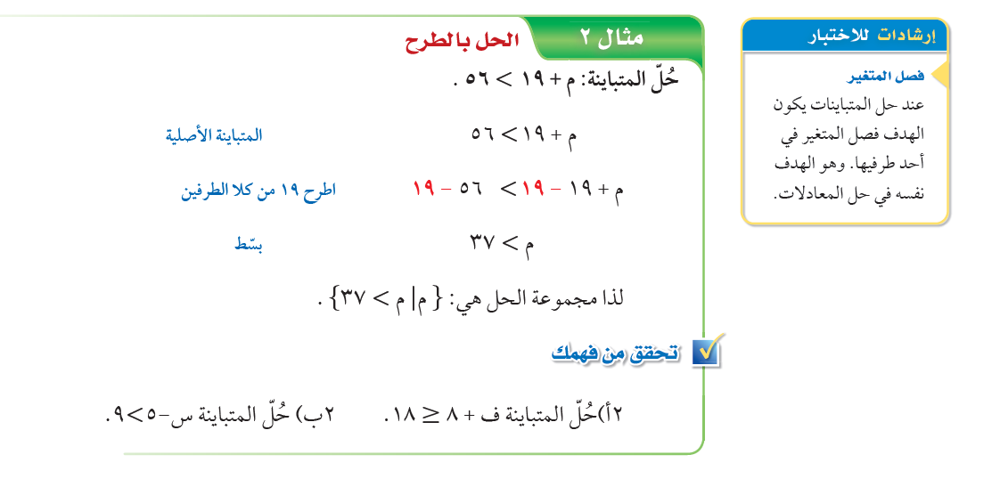 مثال ٢ الحل بالطرح
حُلّ المتباينة: م + ١٩ < ٥٦ .
م + ١٩ < ٥٦ المتباينة الأصلية
م + ١٩ – ١٩ < ٥٦ – ١٩ اطرح ١٩ من كلا الطرفين
م < ٣٧ بسّط
لذا مجموعة الحل هي: { م| م < ٣٧} .
تحقق من فهمك
٢أ) حُلّ المتباينة ف + ٨ ≤ ١٨. ٢ب) حُلّ المتباينة س–٥<٩.
إرشادات للاختبار
فصل المتغير
عند حل المتباينات يكون
الهدف فصل المتغير في
أحد طرفيها. وهو الهدف
نفسه في حل المعادلات.